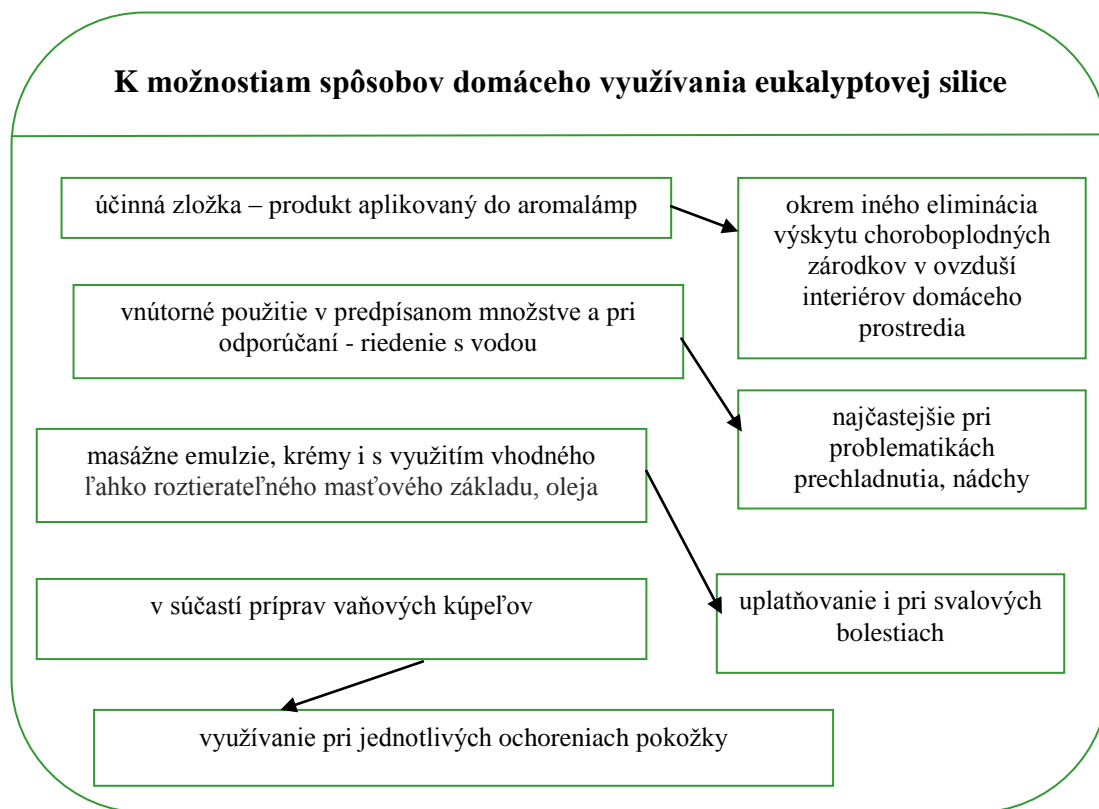 K možnostiam spôsobov domáceho využívania eukalyptovej silice
účinná zložka – produkt aplikovaný do aromalámp
okrem iného eliminácia
výskytu choroboplodných
zárodkov v ovzduší
interiérov domáceho
prostredia
vnútorné použitie v predpísanom množstve a pri
odporúčaní - riedenie s vodou
najčastejšie pri
problematikách
prechladnutia, nádchy
masážne emulzie, krémy i s využitím vhodného
ľahko roztierateľného masťového základu, oleja
uplatňovanie i pri svalových
bolestiach
v súčastí príprav vaňových kúpeľov
využívanie pri jednotlivých ochoreniach pokožky